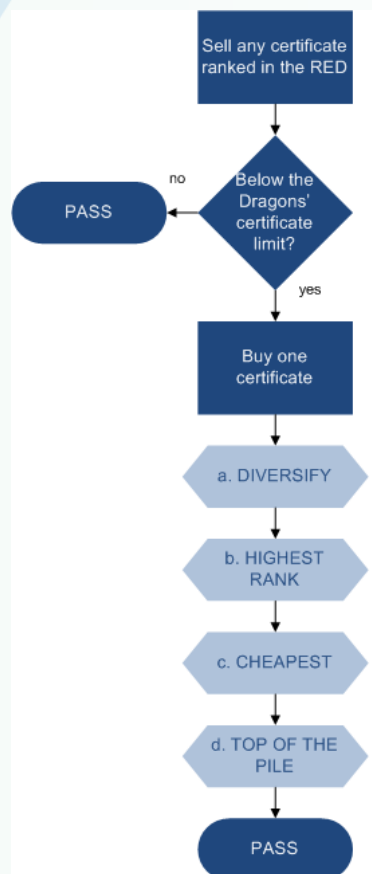 Sell any certificate
ranked in the RED
no
Below the
Dragons'
certificate
limit?
PASS
yes
Buy one
certificate
a. DIVERSIFY
b. HIGHEST
RANK
c. CHEAPEST
d. TOP OF THE
PILE
PASS